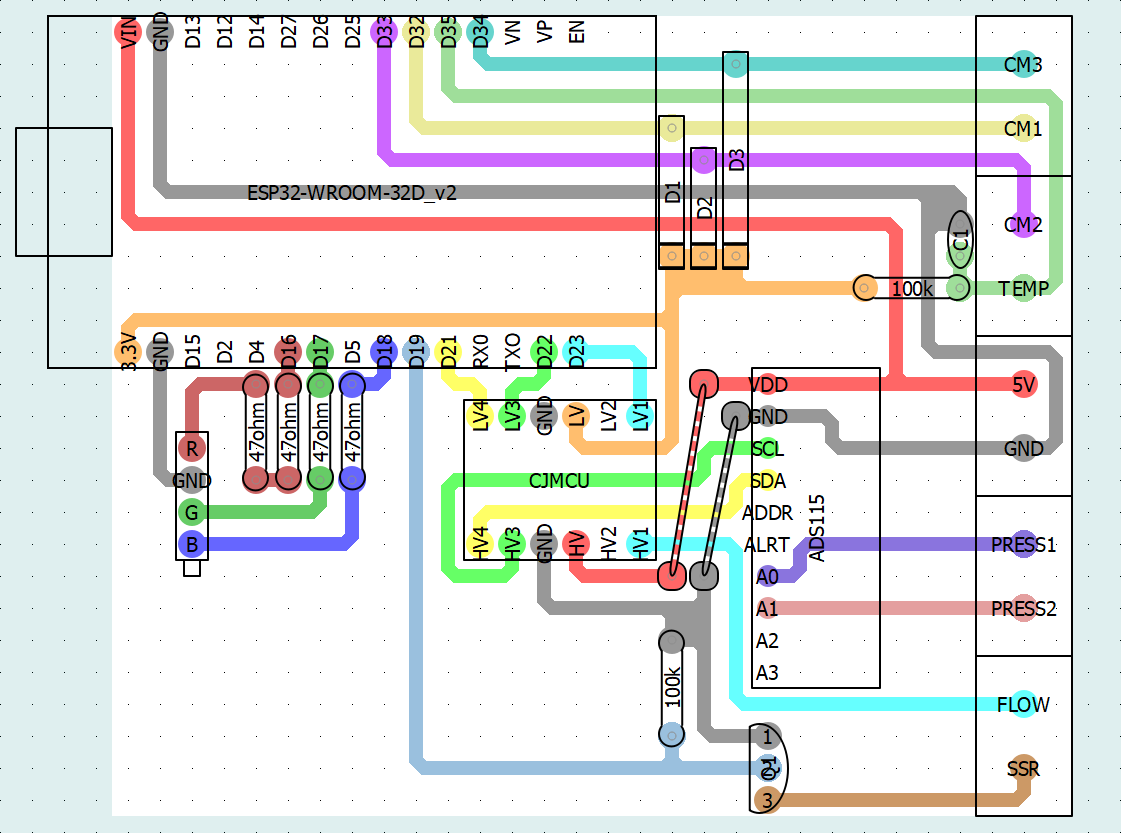 VIN GND D13 D12 D14 D27 D26 D25 D33 D32 D35 D34 VN VP EN
CM3
CM1
D3
D1
D2
ESP32-WROOM-32D_v2
CM2
C1
100k
TEMP
3.3V GND D15 D2 D4 D16 D17 D5 D18 D19 D21 RX0 TXO D22 D23
VDD
5V
LV4 LV3 GND LV LV2 LV1
GND
47ohm 47ohm 47ohm 47ohm
R
SCL
GND
GND
CJMCU
SDA
G
ADDR
ADS115
B
HV4 HV3 GND HV HV2 HV1
ALRT
PRESS1
A0
A1
PRESS2
A2
A3
100k
FLOW
1
2
SSR
3